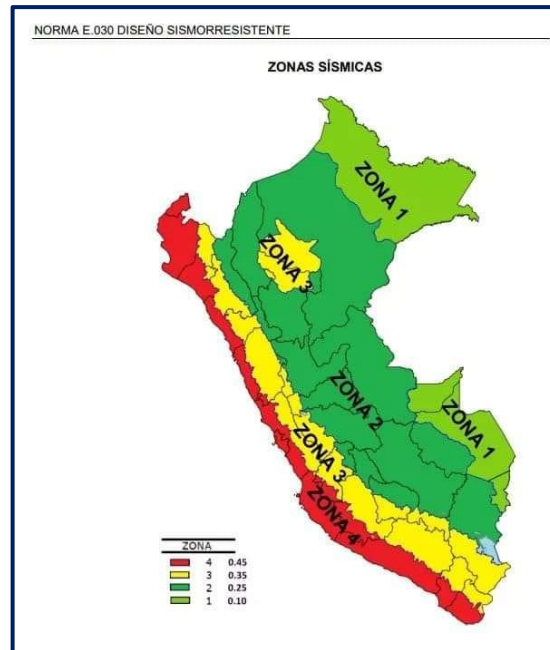 NORMA E.030 DISEÑO SISMORRESISTENTE
ZONAS SÍSMICAS
ZONA 1
ZONA 3
ZONA 2
ZONA 1
ZONA 3
ZONA 4
ZONA
4 0.45
3 0.35
2 0.25
1 0.10